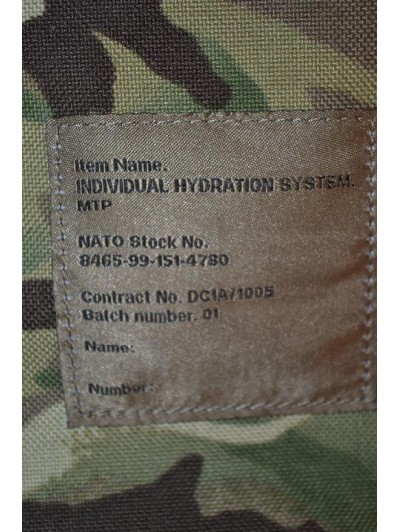 Item Name.
INDIVIDUAL HYDRATION SYSTEM.
MTP
NATO Stock No.
8465-99-151-4780
Contract No. DC1A/1005
Batch number. 01
Name:
Number: